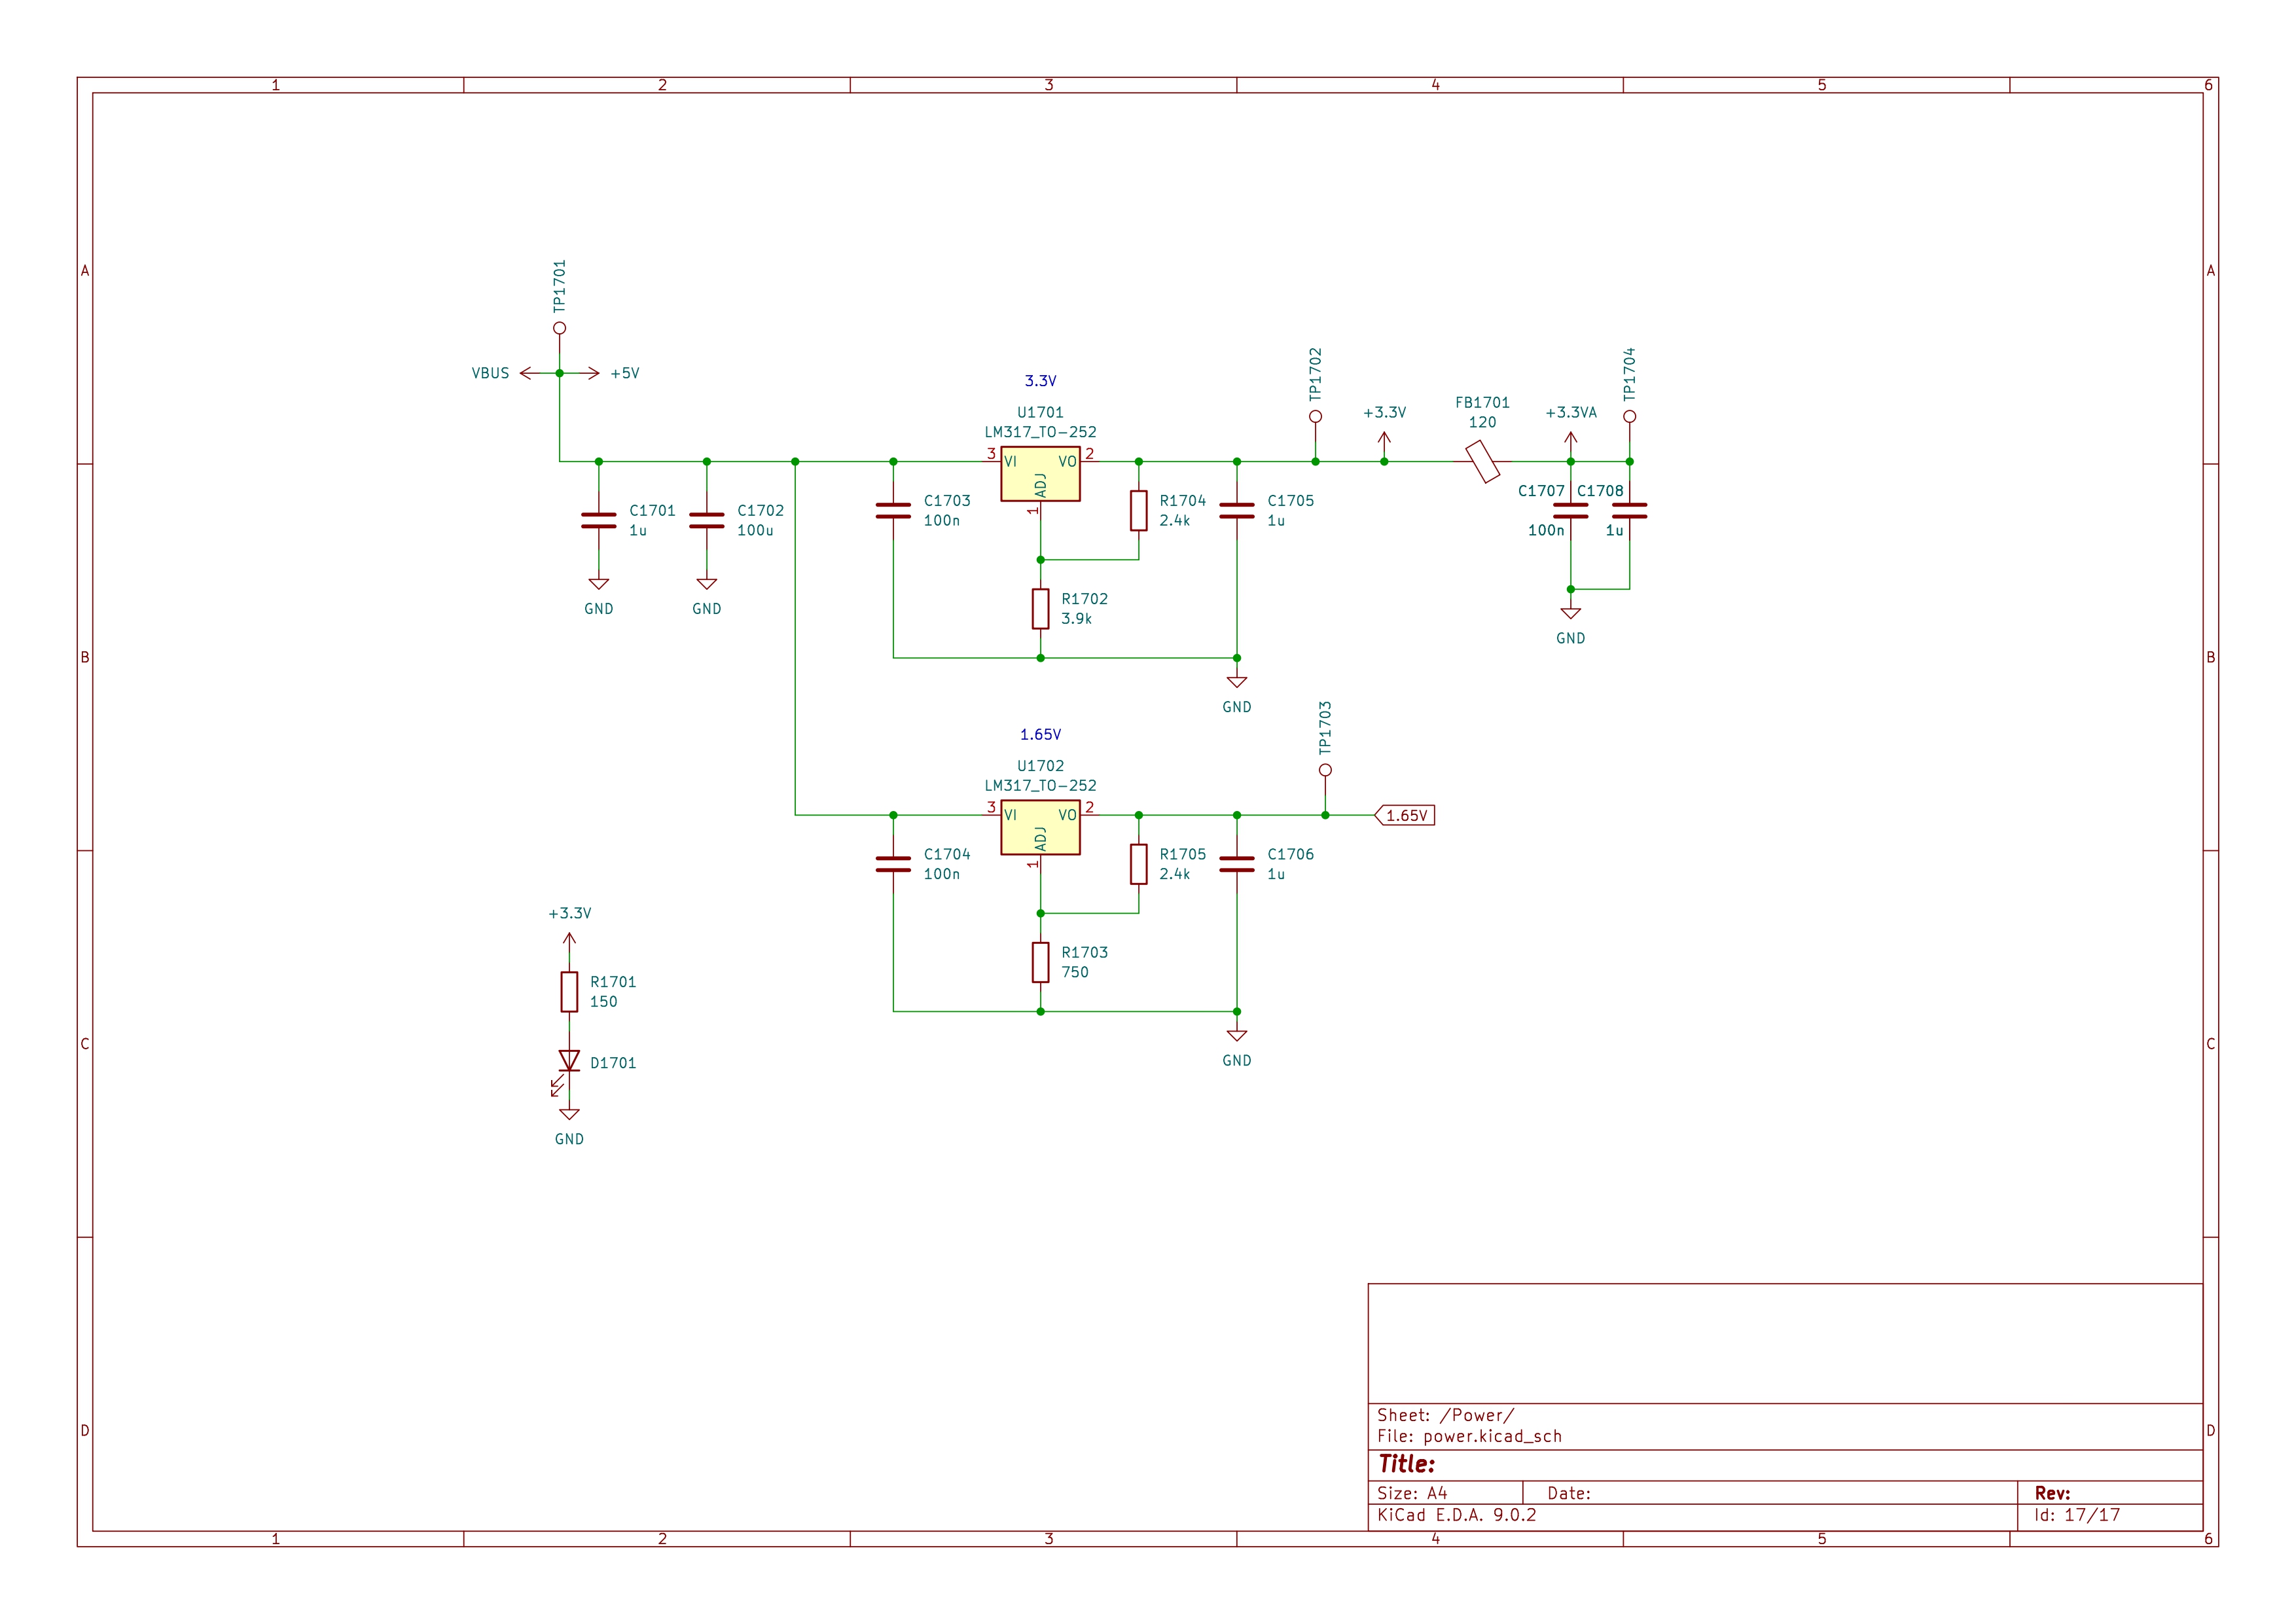 1 2 3 4 5 6
A A
B B
C C
D D
TP1701
VBUS +5V
C1701
1u
GND
C1702
100u
GND
3.3V
U1701
LM317_TO-252
3 VI VO 2
ADJ
1
C1703
100n
R1704
2.4k
C1705
1u
R1702
3.9k
GND
TP1702
+3.3V
FB1701
120
+3.3VA
TP1704
C1707 C1708
100n 1u
GND
1.65V
U1702
LM317_TO-252
3 VI VO 2
ADJ
1
C1704
100n
R1705
2.4k
C1706
1u
R1703
750
GND
TP1703
1.65V
+3.3V
R1701
150
D1701
GND
Sheet: /Power/
File: power.kicad_sch
Title:
Size: A4 Date: Rev:
KiCad E.D.A. 9.0.2 Id: 17/17
1 2 3 4 5 6